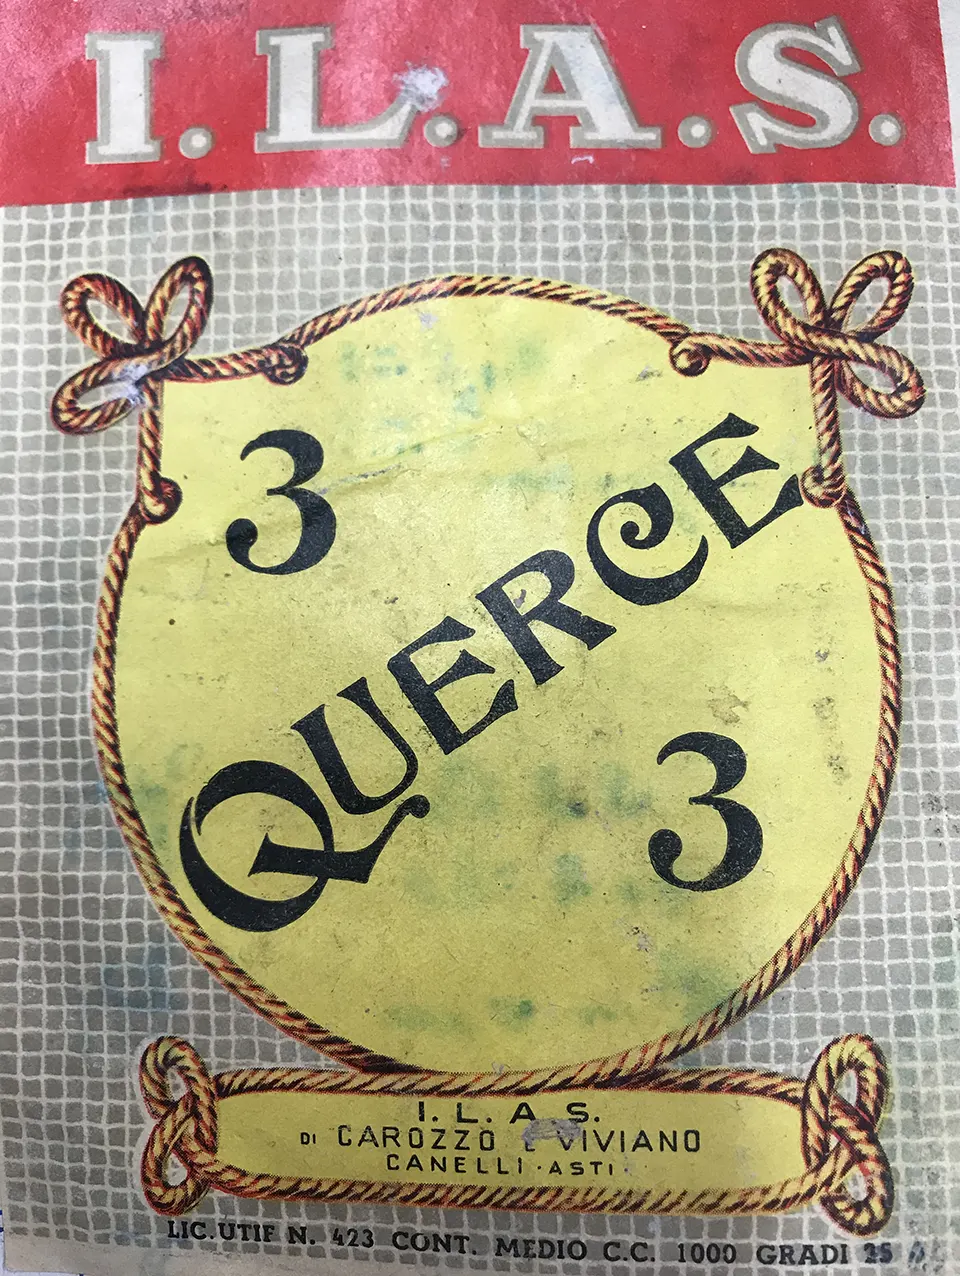 I.L.A.S.
3
QUERCE
3
I. L. A S.
DI CAROZZO E VIVIANO
CANELLI · ASTI ·
LIC. UTIF N. 423 CONT. MEDIO C.C. 1000 GRADI 25